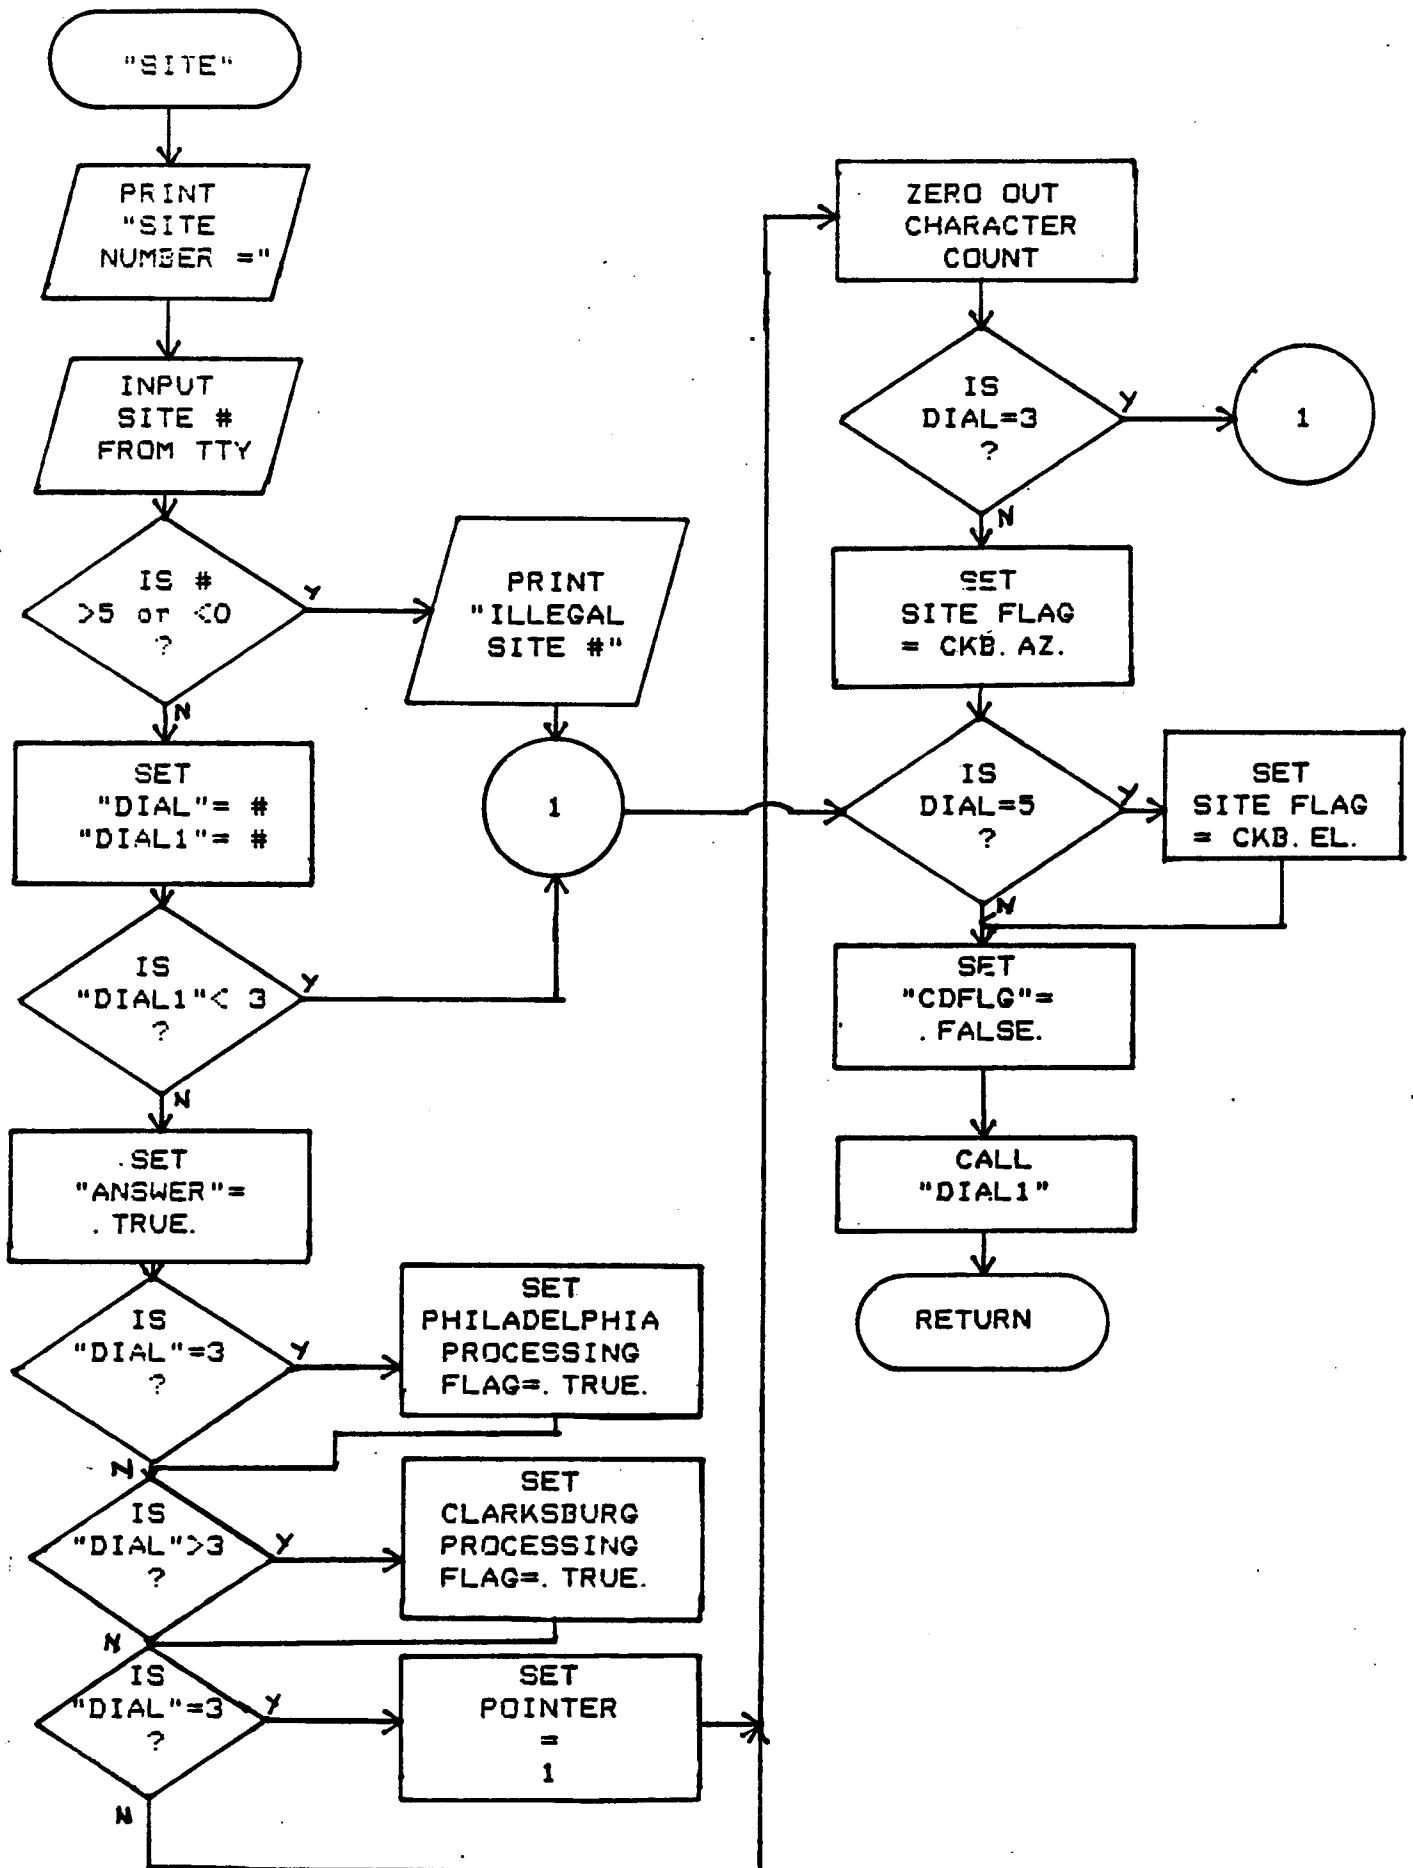 "SITE"
PRINT
"SITE
NUMBER ="
INPUT
SITE #
FROM TTY
IS #
>5 or <0
?
Y
N
PRINT
"ILLEGAL
SITE #"
1
SET
"DIAL"= #
"DIAL1"= #
IS
"DIAL1"< 3
?
Y
N
SET
"ANSWER"=
.TRUE.
IS
"DIAL"=3
?
Y
N
SET
PHILADELPHIA
PROCESSING
FLAG=.TRUE.
IS
"DIAL">3
?
Y
N
SET
CLARKSBURG
PROCESSING
FLAG=.TRUE.
IS
"DIAL"=3
?
Y
N
SET
POINTER
=
1
ZERO OUT
CHARACTER
COUNT
IS
DIAL=3
?
Y
N
1
SET
SITE FLAG
= CKB.AZ.
IS
DIAL=5
?
Y
N
SET
SITE FLAG
= CKB.EL.
SET
"CDFLG"=
.FALSE.
CALL
"DIAL1"
RETURN